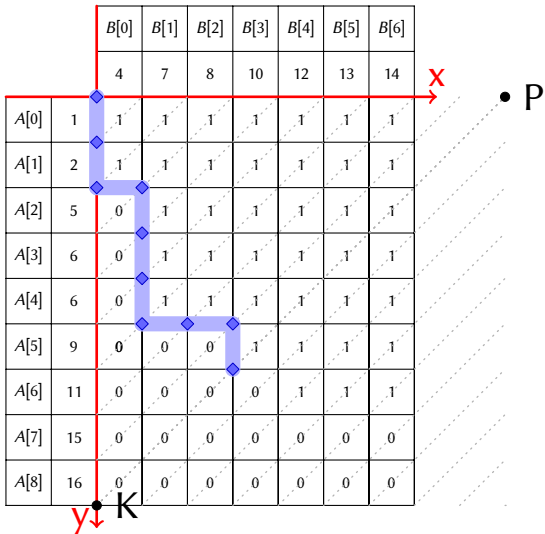 B[0] B[1] B[2] B[3] B[4] B[5] B[6]
4 7 8 10 12 13 14
x
P
A[0] 1 1 1 1 1 1 1 1
A[1] 2 1 1 1 1 1 1 1
A[2] 5 0 1 1 1 1 1 1
A[3] 6 0 1 1 1 1 1 1
A[4] 6 0 1 1 1 1 1 1
A[5] 9 0 0 0 1 1 1 1
A[6] 11 0 0 0 0 1 1 1
A[7] 15 0 0 0 0 0 0 0
A[8] 16 0 0 0 0 0 0 0
y K